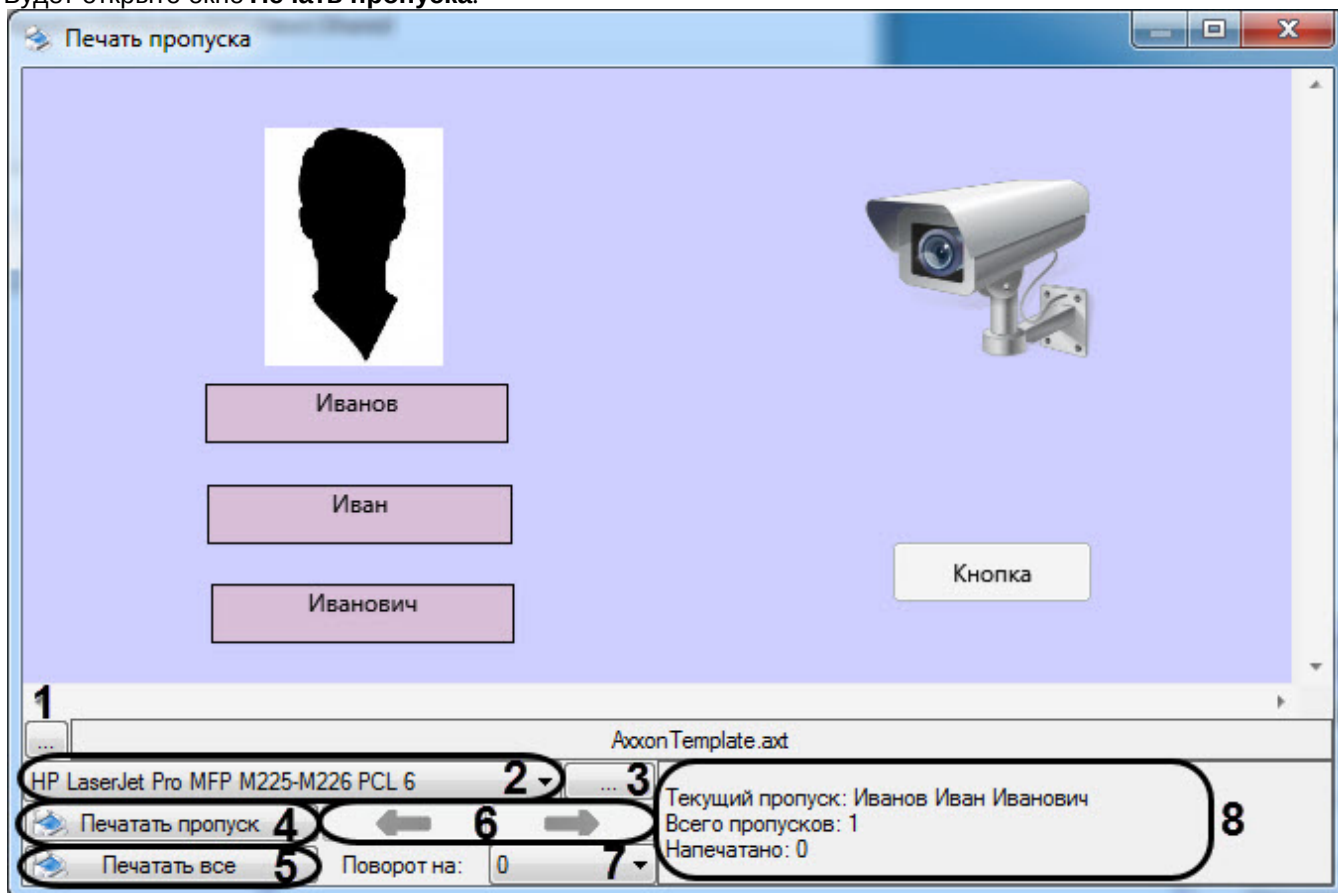 Будет открыто окно Печать пропуска.
Печать пропуска
Иванов
Иван
Иванович
Кнопка
1
... AxxonTemplate.axt
HP LaserJet Pro MFP M225-M226 PCL 6 2 ... 3
Печатать пропуск 4 6
Печатать все 5 Поворот на: 0 7
Текущий пропуск: Иванов Иван Иванович
Всего пропусков: 1
Напечатано: 0
8